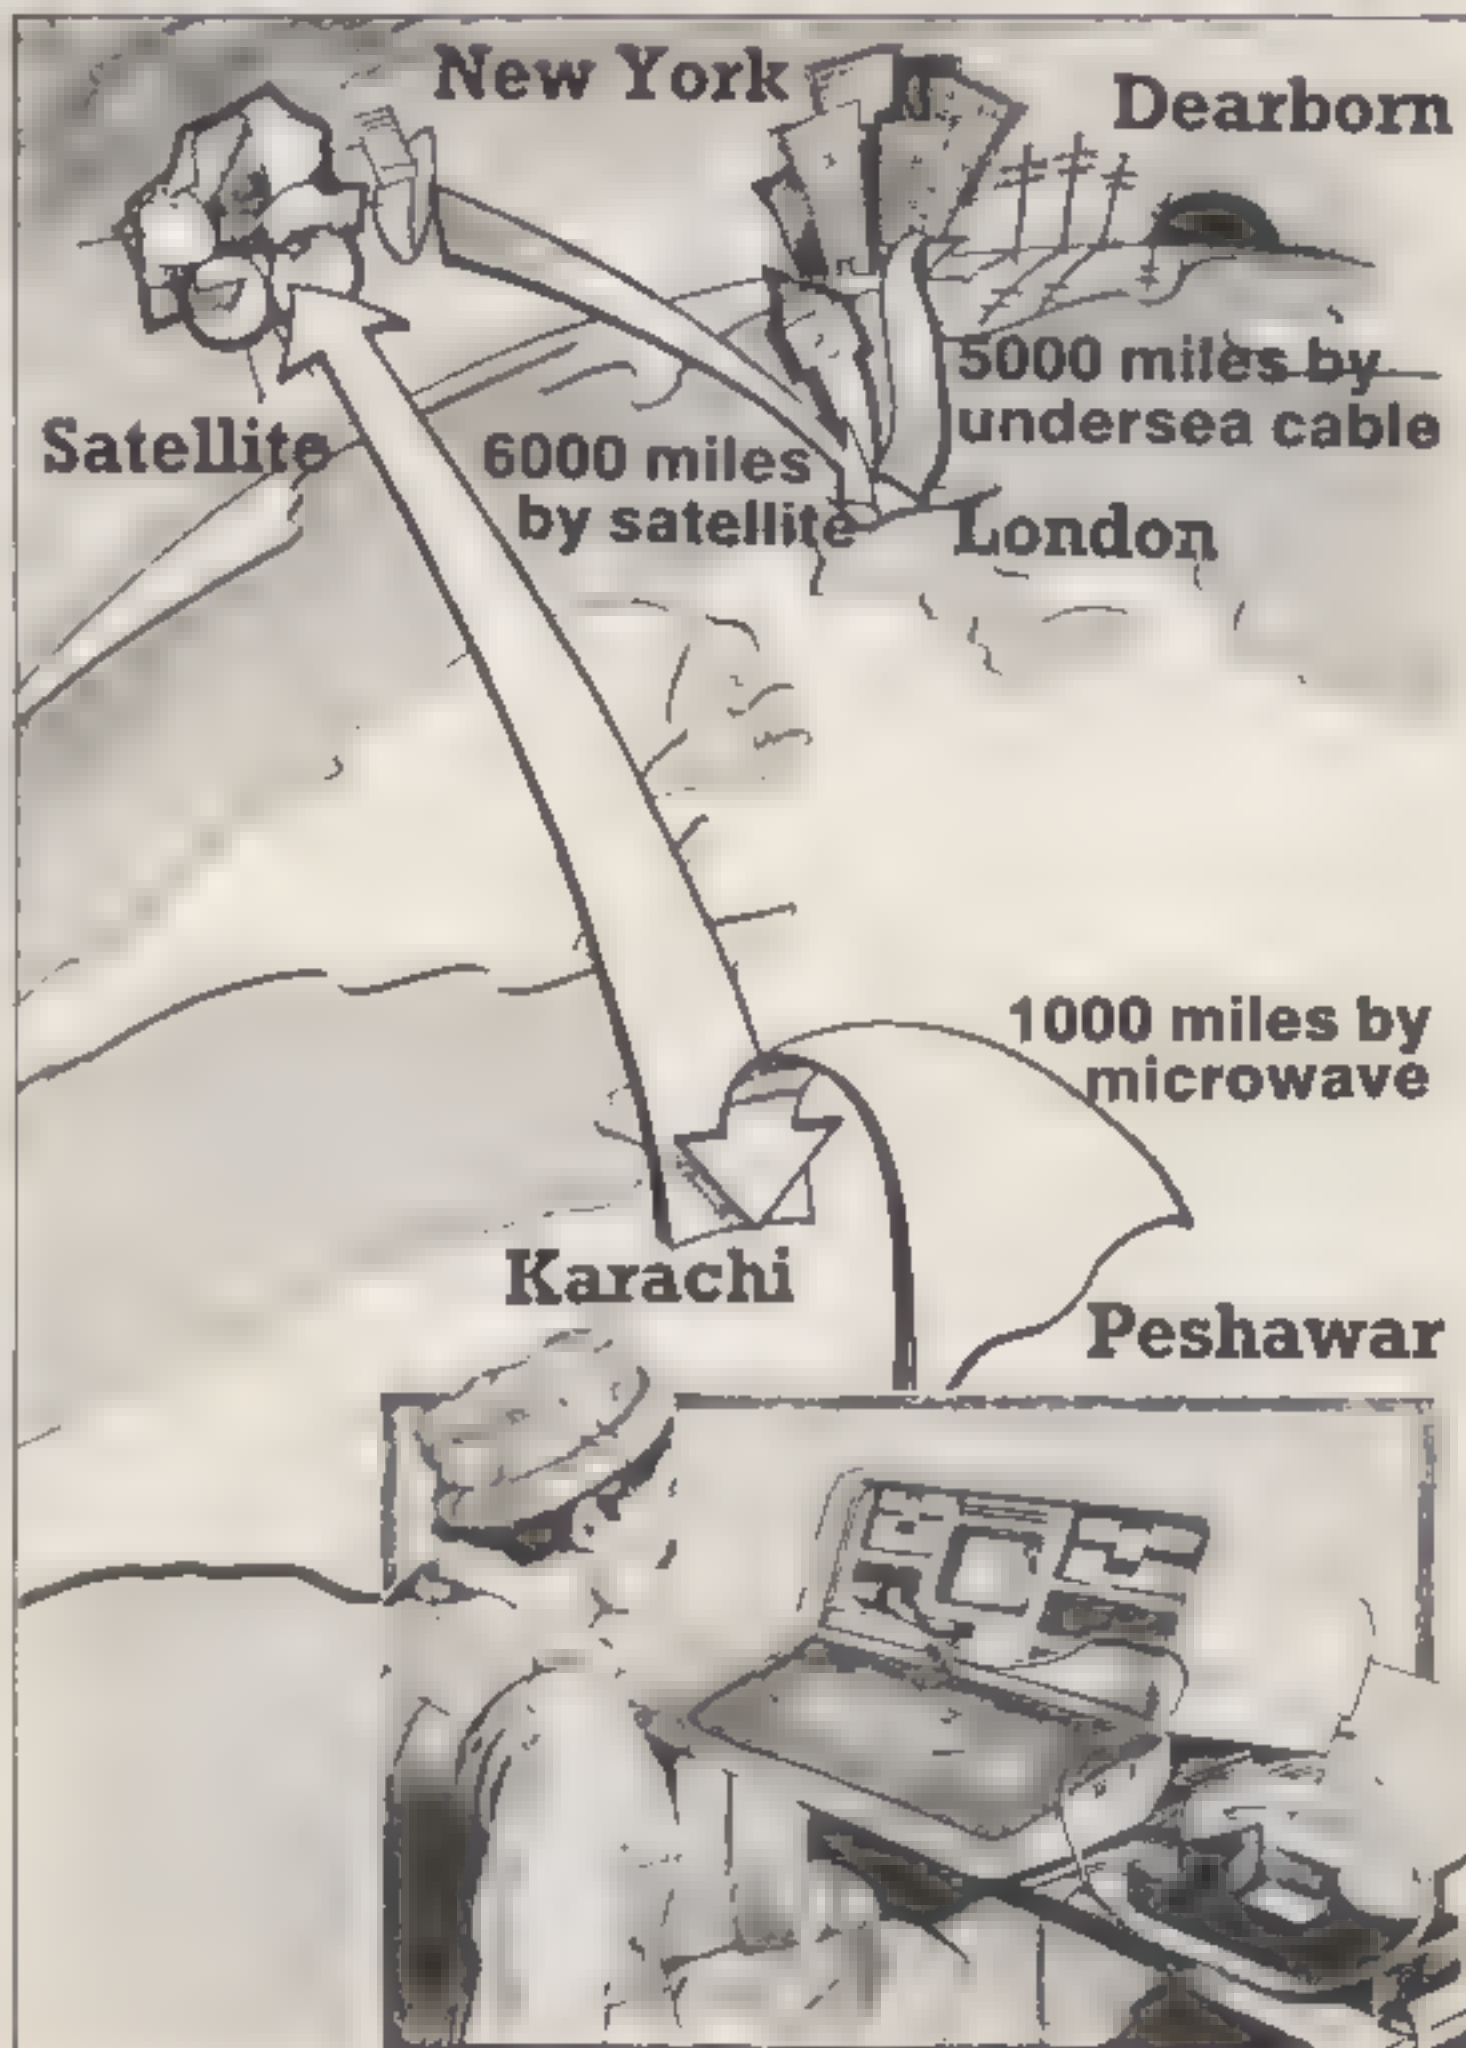 New York
Dearborn
5000 miles by
undersea cable
Satellite
6000 miles
by satellite
London
1000 miles by
microwave
Karachi
Peshawar